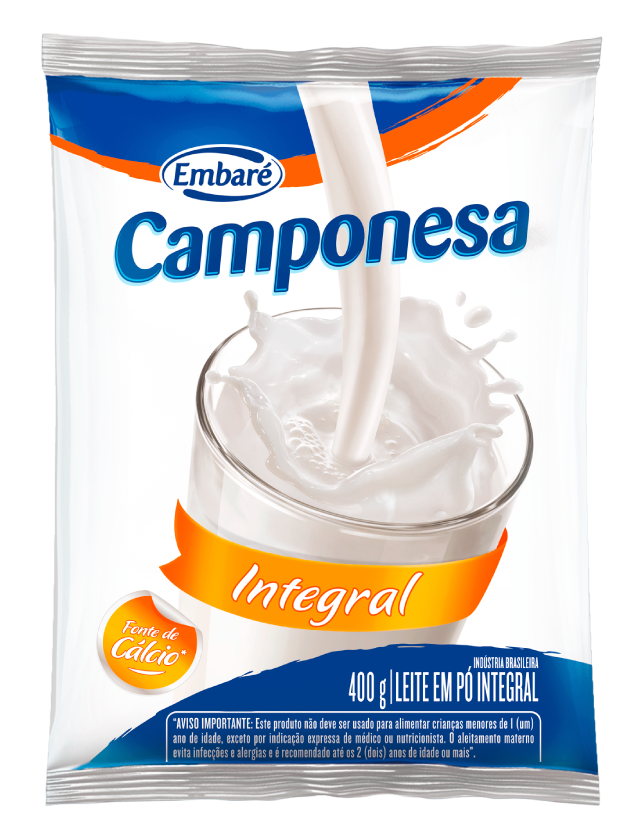 Embaré
Camponesa
Integral
Fonte de
Cálcio*
INDÚSTRIA BRASILEIRA
400 g | LEITE EM PÓ INTEGRAL
"AVISO IMPORTANTE: Este produto não deve ser usado para alimentar crianças menores de 1 (um)
ano de idade, exceto por indicação expressa de médico ou nutricionista. O aleitamento materno
evita infecções e alergias e é recomendado até os 2 (dois) anos de idade ou mais".